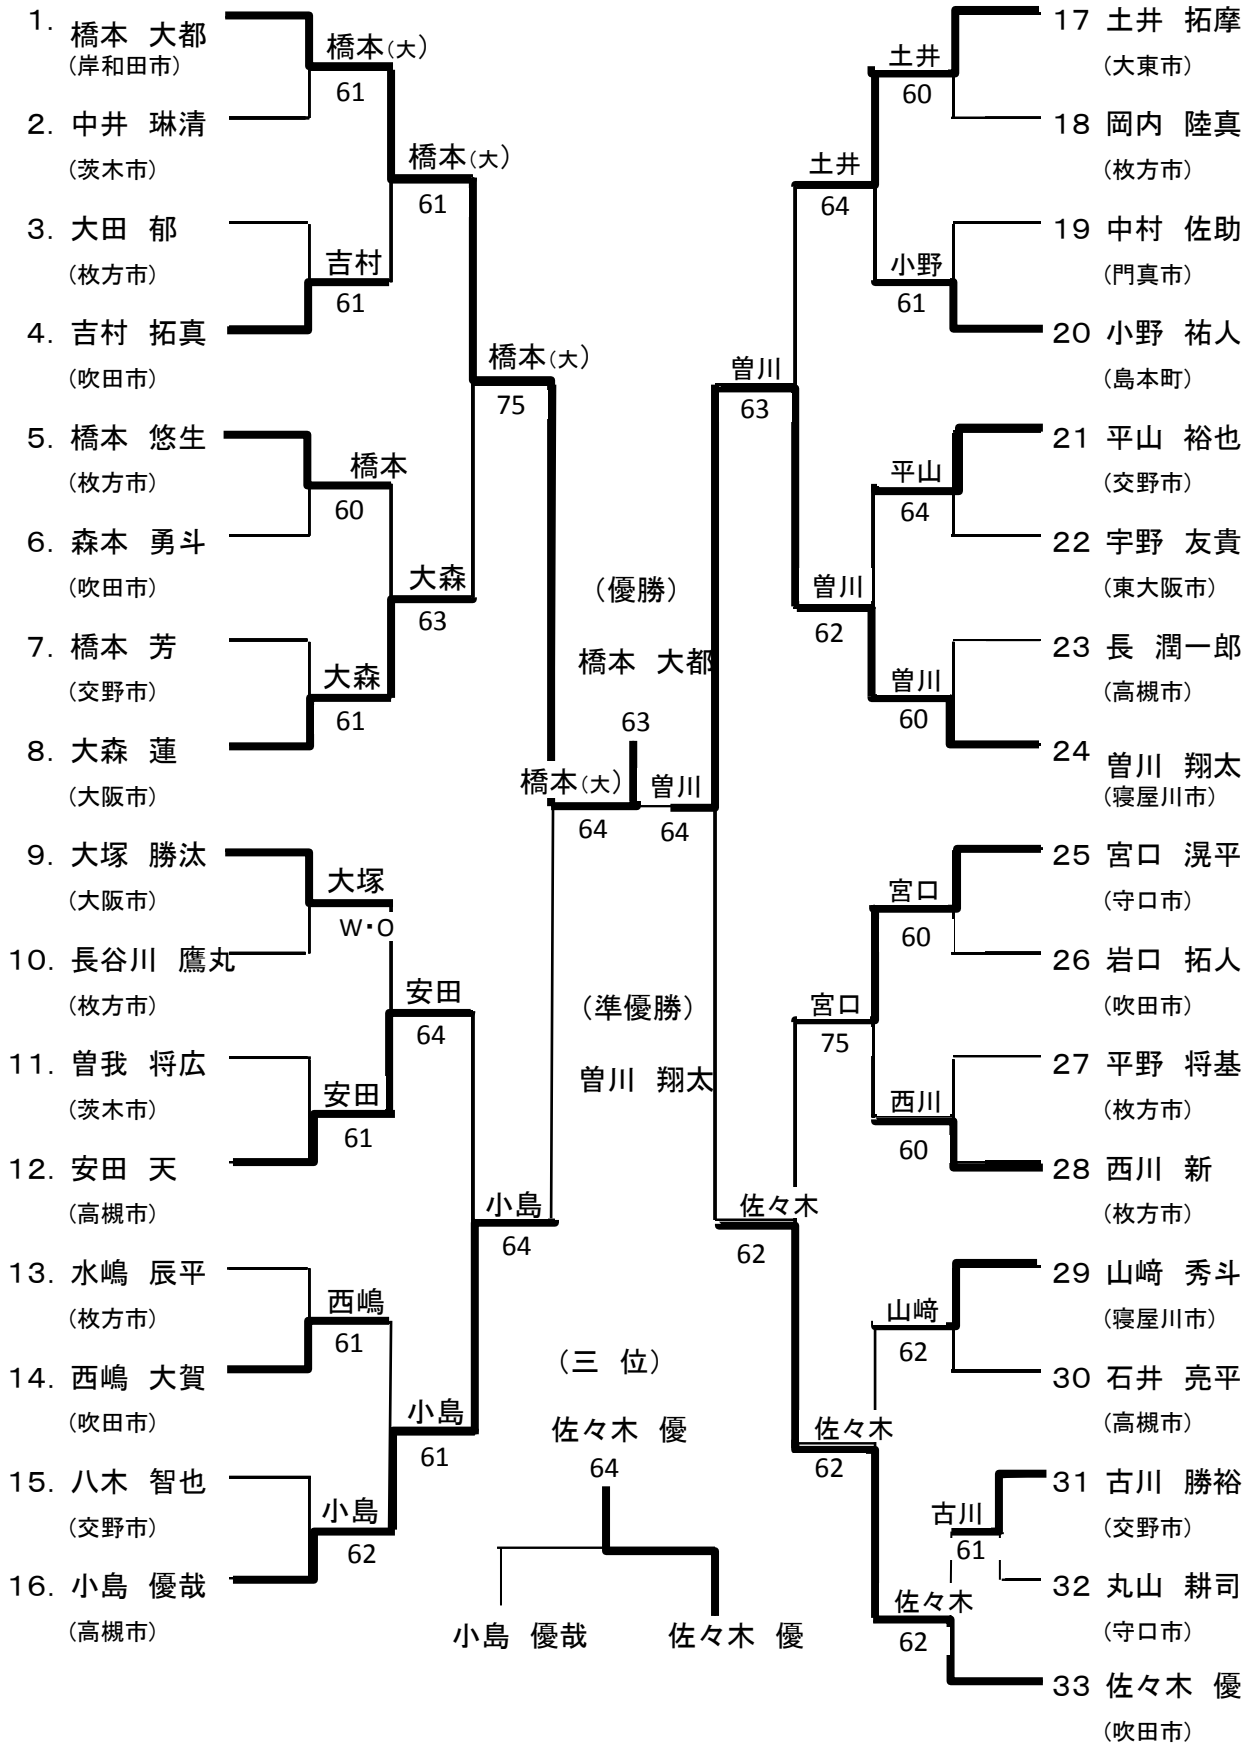 1. 橋本 大都
(岸和田市)
2. 中井 琳清
(茨木市)
3. 大田 郁
(枚方市)
4. 吉村 拓真
(吹田市)
5. 橋本 悠生
(枚方市)
6. 森本 勇斗
(吹田市)
7. 橋本 芳
(交野市)
8. 大森 蓮
(大阪市)
9. 大塚 勝汰
(大阪市)
10. 長谷川 鷹丸
(枚方市)
11. 曽我 将広
(茨木市)
12. 安田 天
(高槻市)
13. 水嶋 辰平
(枚方市)
14. 西嶋 大賀
(吹田市)
15. 八木 智也
(交野市)
16. 小島 優哉
(高槻市)
橋本(大)
61
吉村
61
橋本
60
大森
61
大塚
W・O
安田
61
西嶋
61
小島
62
橋本(大)
61
大森
63
安田
64
小島
61
橋本(大)
75
小島
64
橋本(大)
64
(優勝)
橋本 大都
63
曽川
64
(準優勝)
曽川 翔太
(三 位)
佐々木 優
64
小島 優哉
佐々木 優
曽川
63
佐々木
62
土井
64
曽川
62
宮口
75
佐々木
62
土井
60
小野
61
平山
64
曽川
60
宮口
60
西川
60
山﨑
62
古川
61
佐々木
62
17 土井 拓摩
(大東市)
18 岡内 陸真
(枚方市)
19 中村 佐助
(門真市)
20 小野 祐人
(島本町)
21 平山 裕也
(交野市)
22 宇野 友貴
(東大阪市)
23 長 潤一郎
(高槻市)
24 曽川 翔太
(寝屋川市)
25 宮口 滉平
(守口市)
26 岩口 拓人
(吹田市)
27 平野 将基
(枚方市)
28 西川 新
(枚方市)
29 山﨑 秀斗
(寝屋川市)
30 石井 亮平
(高槻市)
31 古川 勝裕
(交野市)
32 丸山 耕司
(守口市)
33 佐々木 優
(吹田市)